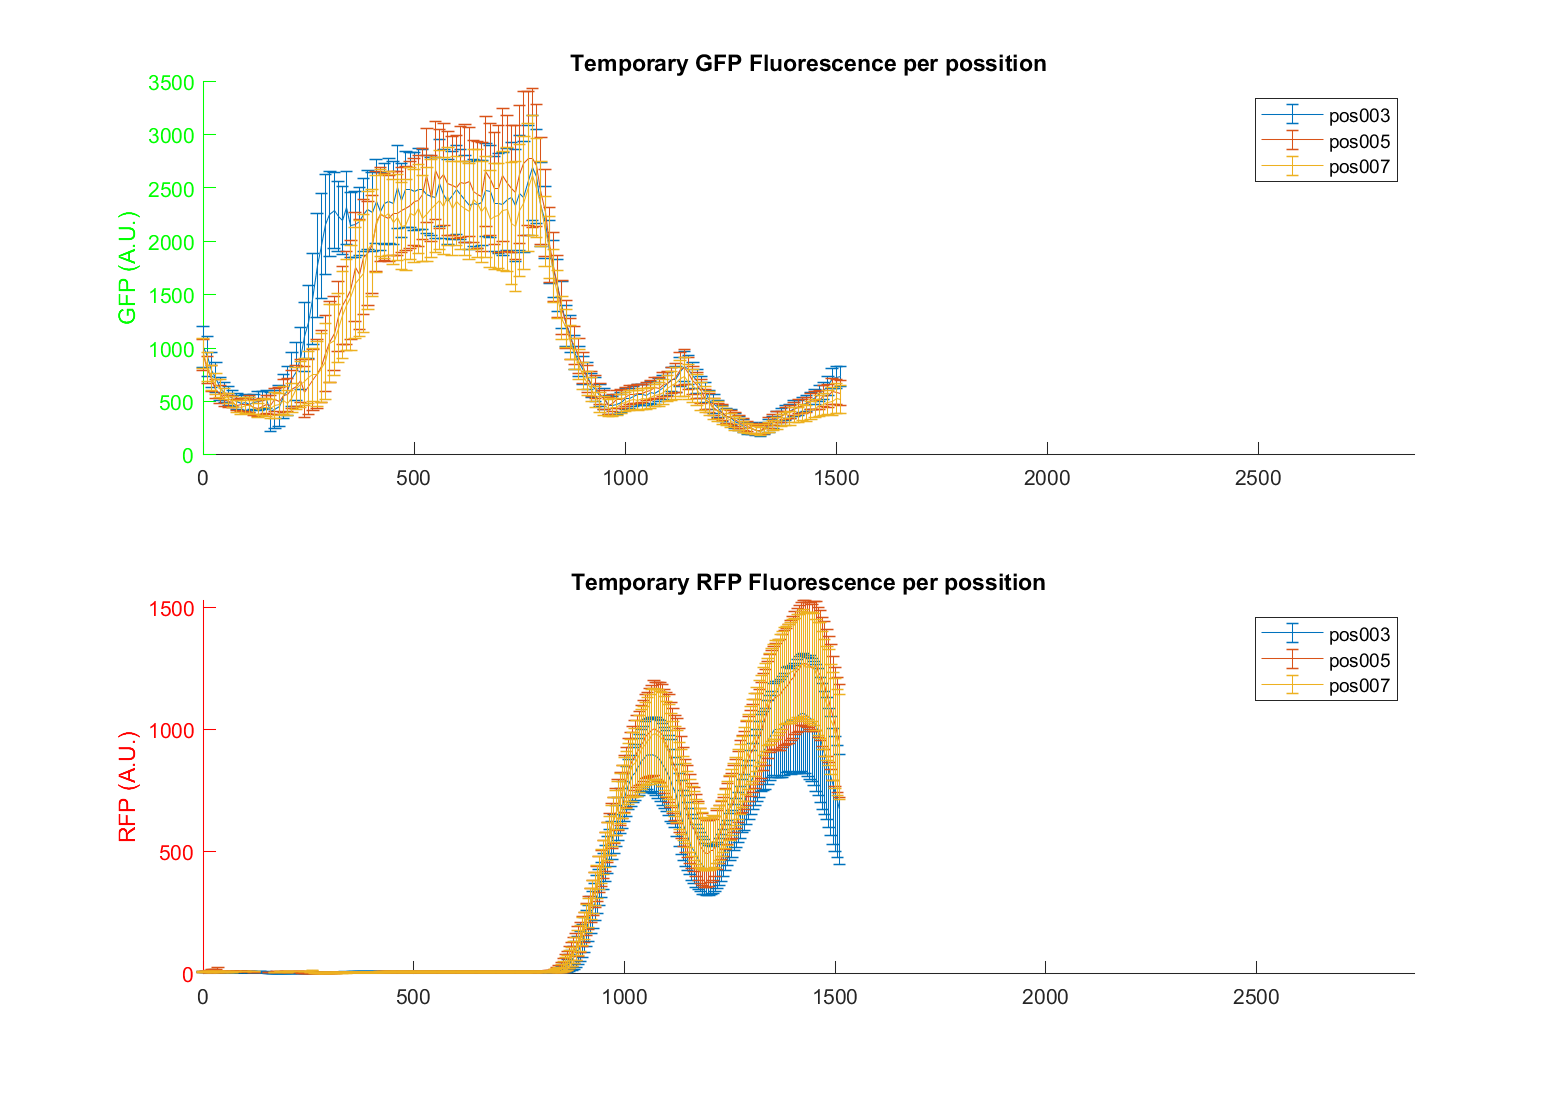 Temporary GFP Fluorescence per possition
3500
3000
2500
2000
1500
1000
500
0
GFP (A.U.)
0 500 1000 1500 2000 2500
pos003
pos005
pos007
Temporary RFP Fluorescence per possition
1500
1000
500
0
RFP (A.U.)
0 500 1000 1500 2000 2500
pos003
pos005
pos007